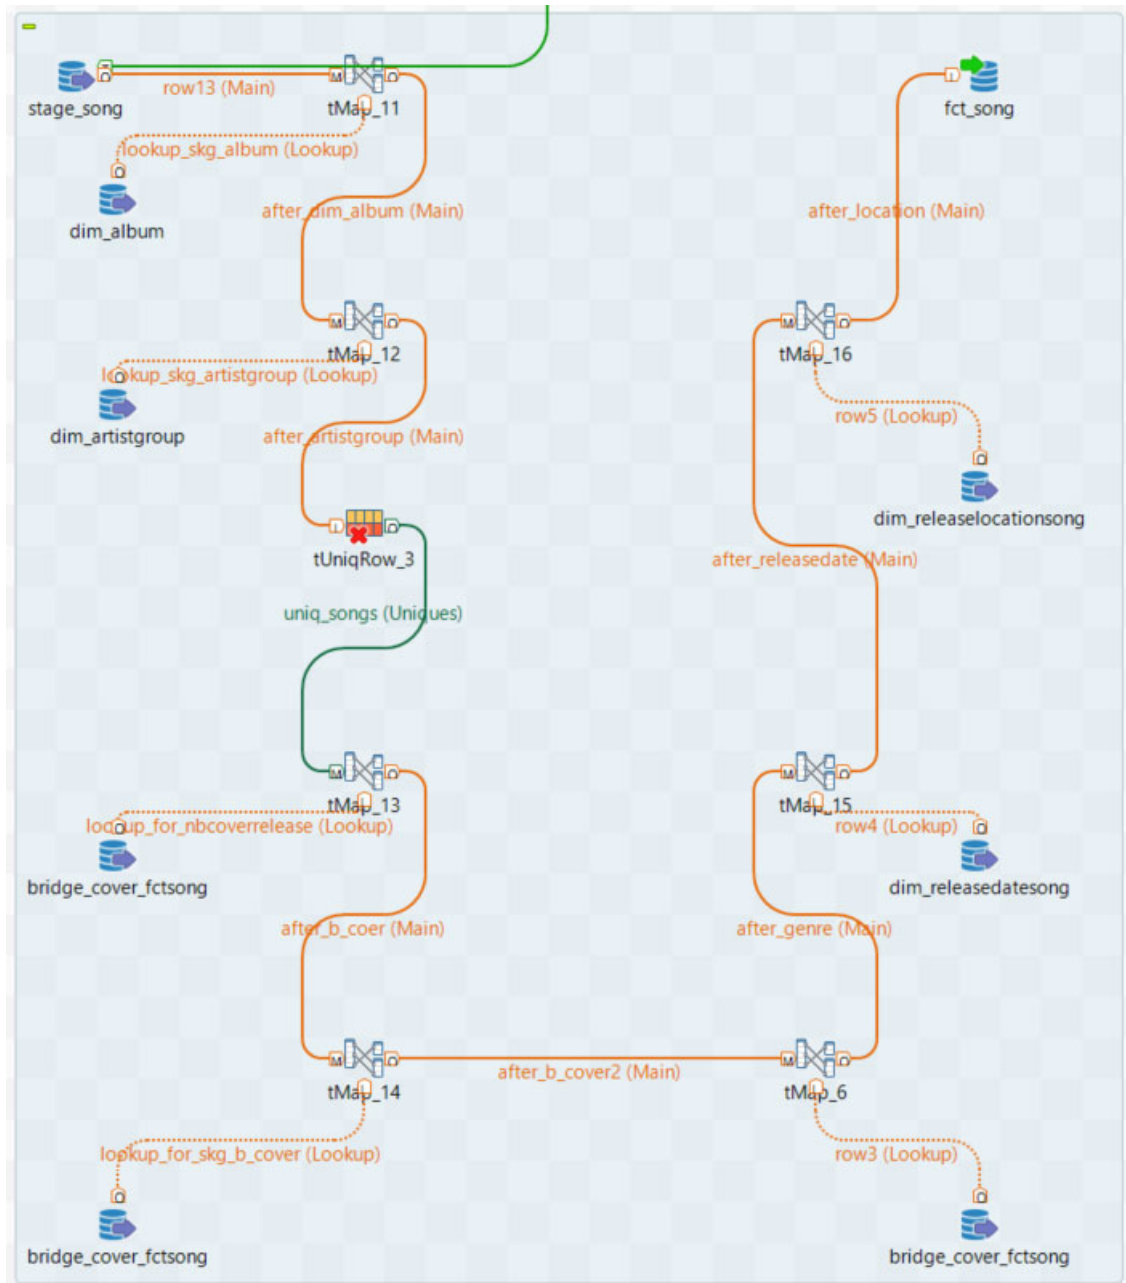 row13 (Main)
stage_song
tMap_11
fct_song
lookup_skg_album (Lookup)
dim_album
after_dim_album (Main)
after_location (Main)
tMap_12
tMap_16
lookup_skg_artistgroup (Lookup)
dim_artistgroup
after_artistgroup (Main)
row5 (Lookup)
dim_releaselocationsong
tUniqRow_3
after_releasedate (Main)
uniq_songs (Uniques)
tMap_13
tMap_15
lookup_for_nbcoverrelease (Lookup)
row4 (Lookup)
bridge_cover_fctsong
dim_releasedatesong
after_b_coer (Main)
after_genre (Main)
after_b_cover2 (Main)
tMap_14
tMap_6
lookup_for_skg_b_cover (Lookup)
row3 (Lookup)
bridge_cover_fctsong
bridge_cover_fctsong